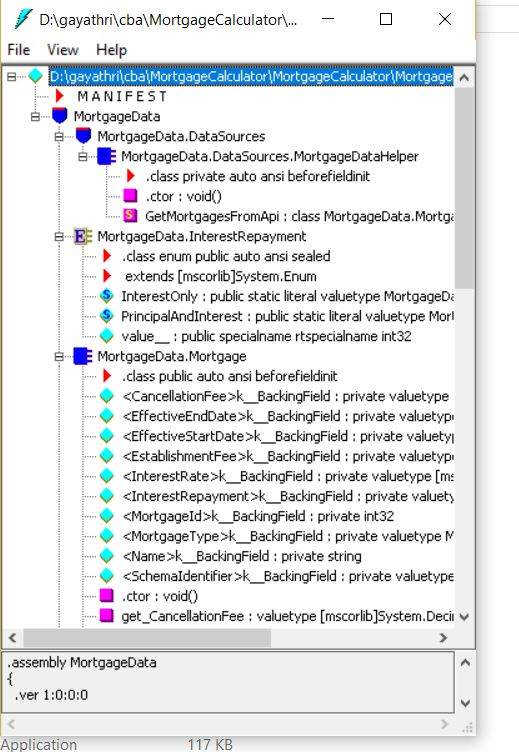 D:\gayathri\cba\MortgageCalculator\...
File View Help
D:\gayathri\cba\MortgageCalculator\MortgageCalculator\Mortgage
M A N I F E S T
MortgageData
MortgageData.DataSources
MortgageData.DataSources.MortgageDataHelper
.class private auto ansi beforefieldinit
.ctor : void()
GetMortgagesFromApi : class MortgageData.Mortga
MortgageData.InterestRepayment
.class enum public auto ansi sealed
extends [mscorlib]System.Enum
InterestOnly : public static literal valuetype MortgageDa
PrincipalAndInterest : public static literal valuetype Mort
value__ : public specialname rtspecialname int32
MortgageData.Mortgage
.class public auto ansi beforefieldinit
<CancellationFee>k__BackingField : private valuetype
<EffectiveEndDate>k__BackingField : private valuetype
<EffectiveStartDate>k__BackingField : private valuetyp
<EstablishmentFee>k__BackingField : private valuetype
<InterestRate>k__BackingField : private valuetype [ms
<InterestRepayment>k__BackingField : private valuety
<MortgageId>k__BackingField : private int32
<MortgageType>k__BackingField : private valuetype M
<Name>k__BackingField : private string
<SchemaIdentifier>k__BackingField : private valuetype
.ctor : void()
get_CancellationFee : valuetype [mscorlib]System.Deci
.assembly MortgageData
{
.ver 1:0:0:0
Application 117 KB